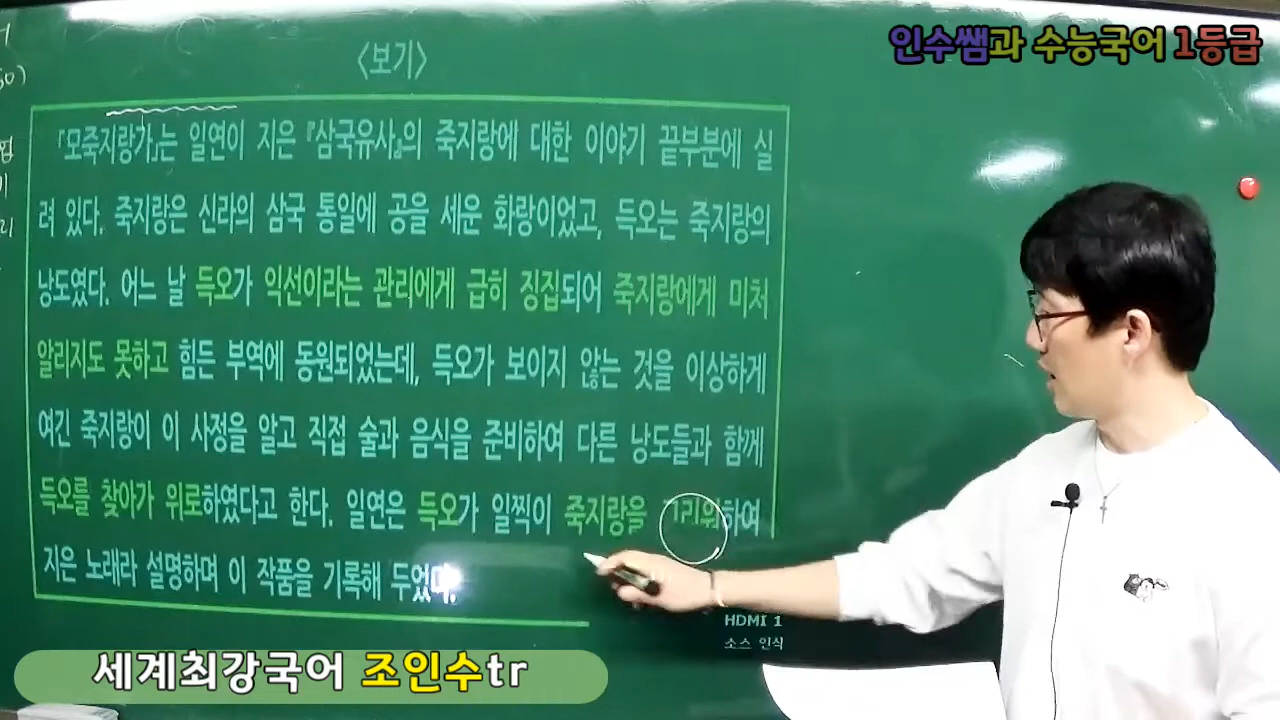 인수쌤과 수능국어 1등급
〈보기〉
「모죽지랑가」는 일연이 지은 『삼국유사』의 죽지랑에 대한 이야기 끝부분에 실
려 있다. 죽지랑은 신라의 삼국 통일에 공을 세운 화랑이었고, 득오는 죽지랑의
낭도였다. 어느 날 득오가 익선이라는 관리에게 급히 징집되어 죽지랑에게 미처
알리지도 못하고 힘든 부역에 동원되었는데, 득오가 보이지 않는 것을 이상하게
여긴 죽지랑이 이 사정을 알고 직접 술과 음식을 준비하여 다른 낭도들과 함께
득오를 찾아가 위로하였다고 한다. 일연은 득오가 일찍이 죽지랑을 그리워하여
지은 노래라 설명하며 이 작품을 기록해 두었다.
HDMI 1
소스 인식
세계최강국어 조인수tr